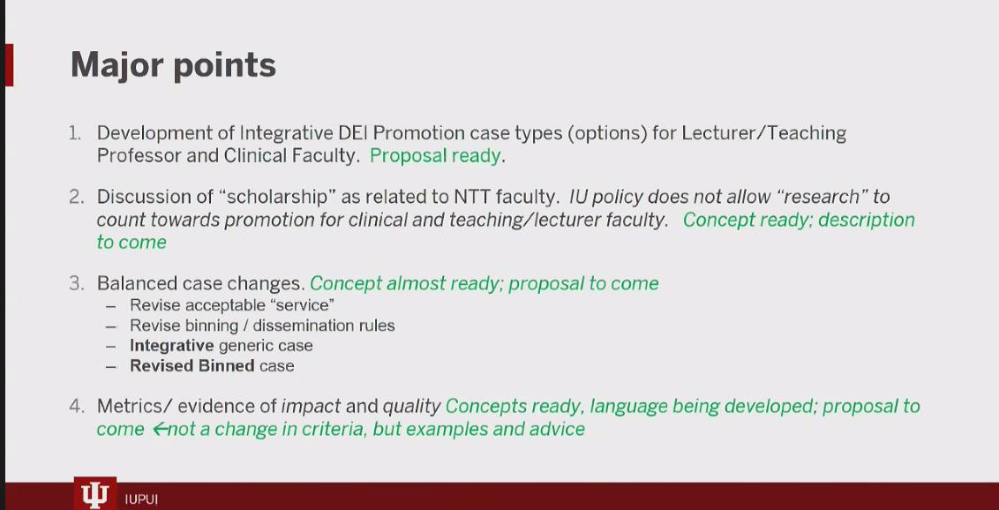 Major points
1. Development of Integrative DEI Promotion case types (options) for Lecturer/Teaching
Professor and Clinical Faculty. Proposal ready.
2. Discussion of “scholarship” as related to NTT faculty. IU policy does not allow “research” to
count towards promotion for clinical and teaching/lecturer faculty. Concept ready; description
to come
3. Balanced case changes. Concept almost ready; proposal to come
– Revise acceptable “service”
– Revise binning / dissemination rules
– Integrative generic case
– Revised Binned case
4. Metrics/ evidence of impact and quality Concepts ready, language being developed; proposal to
come ←not a change in criteria, but examples and advice
IUPUI